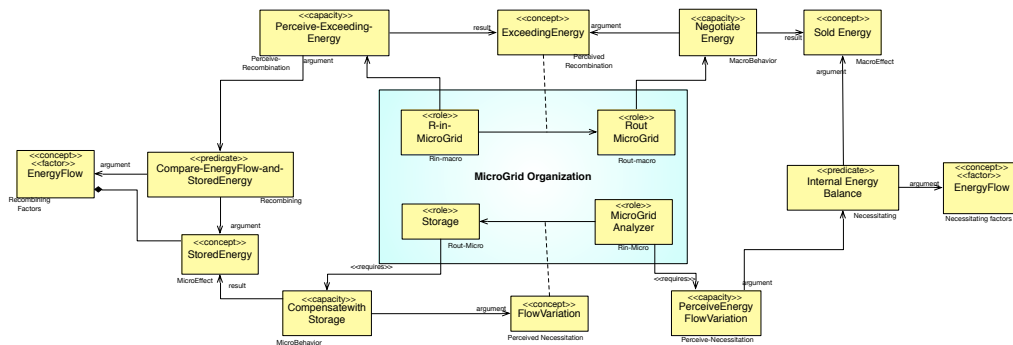 <<capacity>>
Perceive-Exceeding-
Energy
Perceive-
Recombination
argument
result
<<concept>>
ExceedingEnergy
Perceived
Recombination
argument
<<capacity>>
Negotiate
Energy
MacroBehavior
result
<<concept>>
Sold Energy
MacroEffect
argument
<<role>>
R-in-
MicroGrid
Rin-macro
<<role>>
Rout
MicroGrid
Rout-macro
MicroGrid Organization
<<role>>
Storage
Rout-Micro
<<role>>
MicroGrid
Analyzer
Rin-Micro
<<concept>>
<<factor>>
EnergyFlow
Recombining
Factors
argument
<<predicate>>
Compare-EnergyFlow-and-
StoredEnergy
Recombining
argument
<<concept>>
StoredEnergy
MicroEffect
result
<<predicate>>
Internal Energy
Balance
Necessitating
argument
<<concept>>
<<factor>>
EnergyFlow
Necessitating factors
<<requires>>
<<requires>>
argument
<<capacity>>
Compensatewith
Storage
MicroBehavior
argument
<<concept>>
FlowVariation
Perceived Necessitation
<<capacity>>
PerceiveEnergy
FlowVariation
Perceive-Necessitation